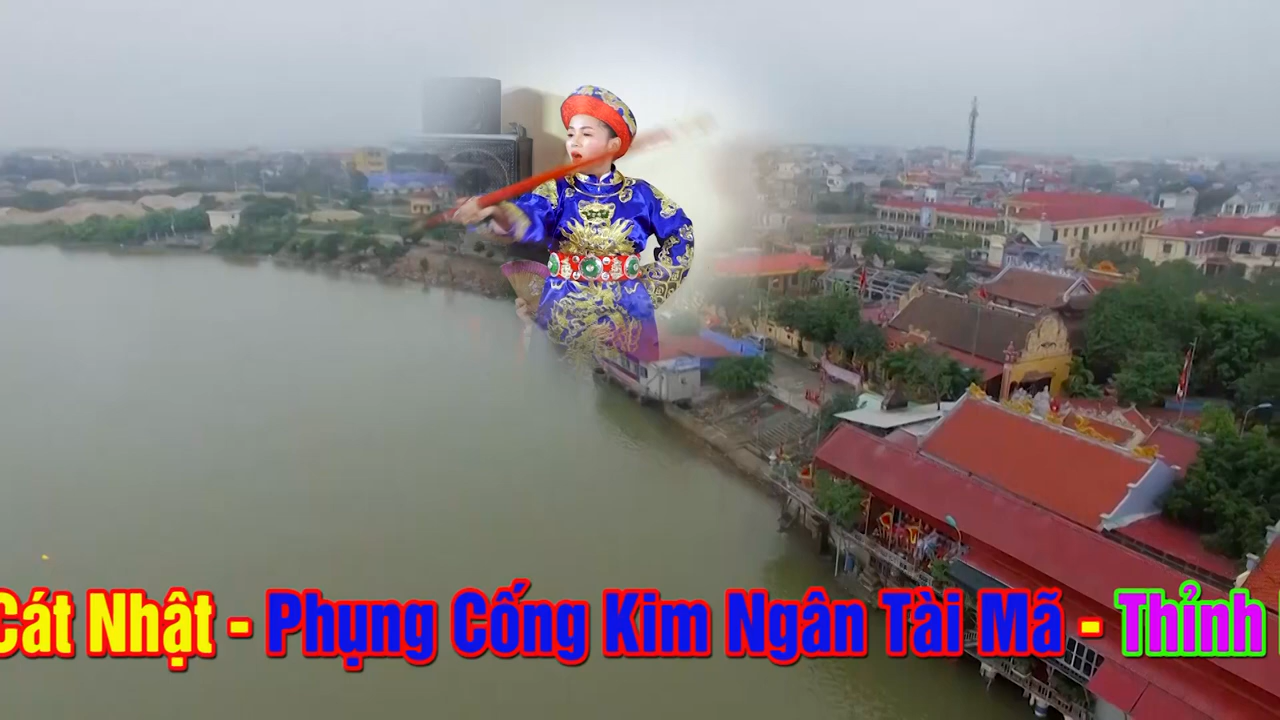 Cát Nhật - Phụng Cống Kim Ngân Tài Mã - Thỉnh